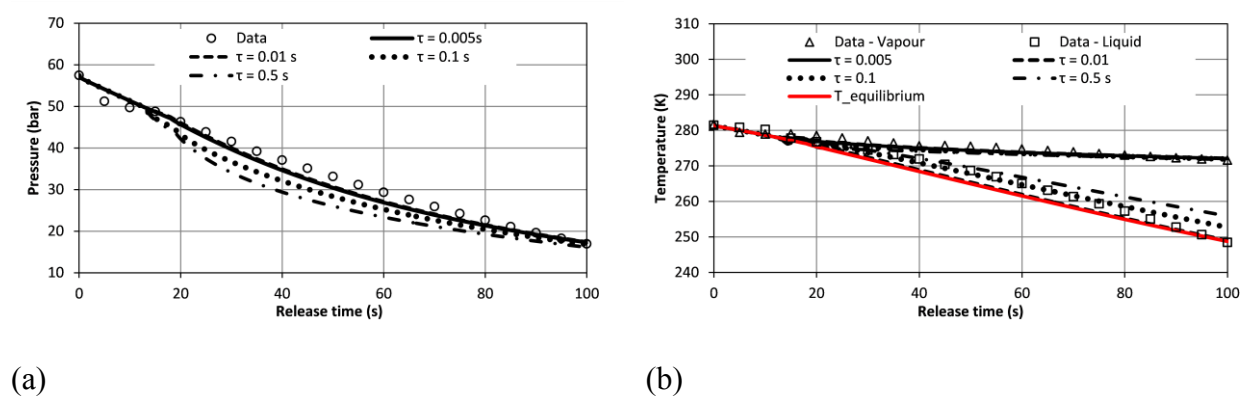 70
60
50
40
30
20
10
Pressure (bar)
Data
τ = 0.005s
τ = 0.01 s
τ = 0.1 s
τ = 0.5 s
0 20 40 60 80 100
Release time (s)
(a)
310
300
290
280
270
260
250
240
Temperature (K)
Data - Vapour
Data - Liquid
τ = 0.005
τ = 0.01
τ = 0.1
τ = 0.5 s
T_equilibrium
0 20 40 60 80 100
Release time (s)
(b)